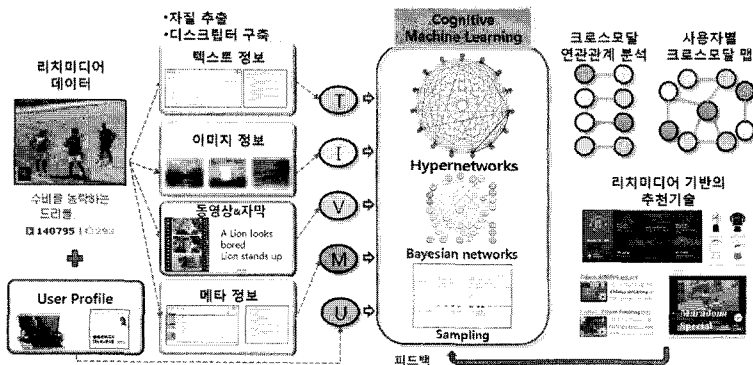 •자질 추출
•디스크립터 구축
리치미디어
데이터
수비를 농락하는
드리블
140795
User Profile
텍스트 정보
이미지 정보
동영상&자막
A Lion looks
bored
Lion stands up
메타 정보
T
I
V
M
U
Cognitive
Machine Learning
Hypernetworks
Bayesian networks
Sampling
피드백
크로스모달
연관관계 분석
사용자별
크로스모달 맵
리치미디어 기반의
추천기술
Special